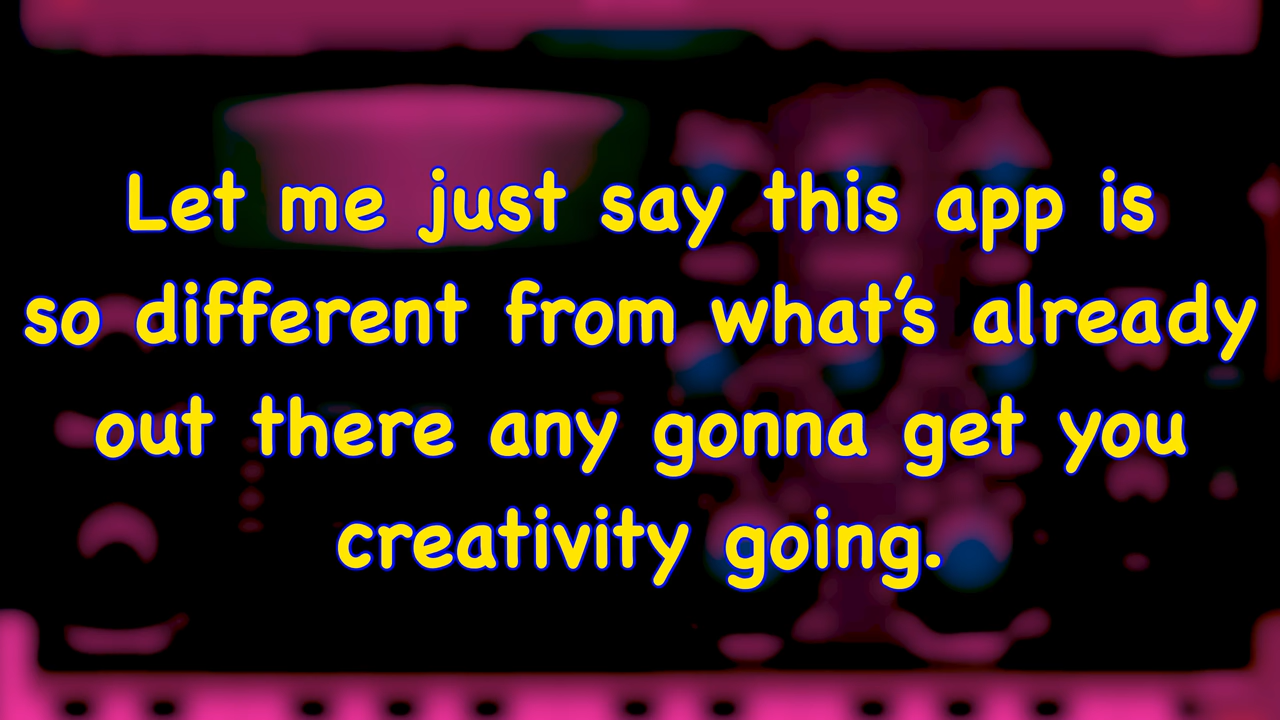 Let me just say this app is
so different from what's already
out there any gonna get you
creativity going.